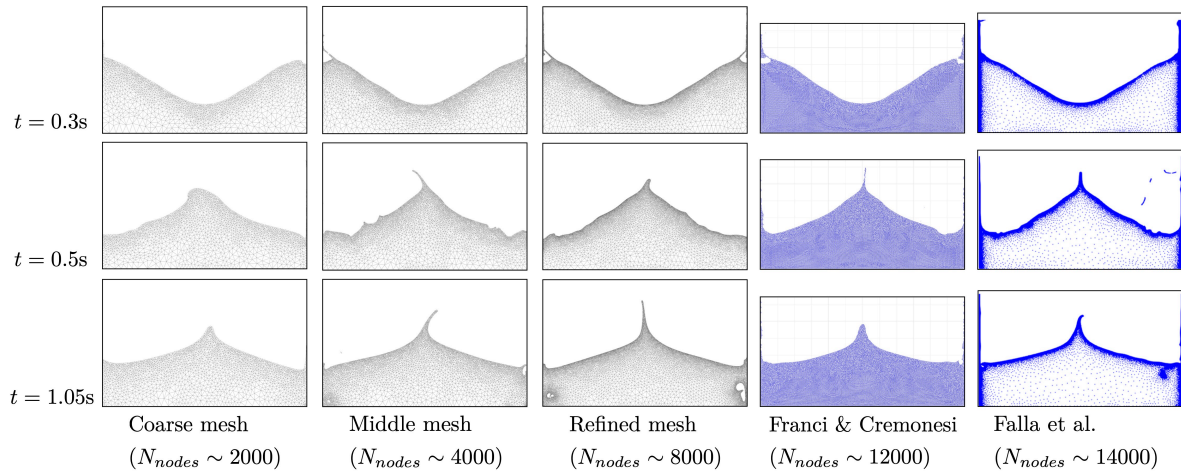 t = 0.3s
t = 0.5s
t = 1.05s
Coarse mesh Middle mesh Refined mesh Franci & Cremonesi Falla et al.
(N_nodes ∼ 2000) (N_nodes ∼ 4000) (N_nodes ∼ 8000) (N_nodes ∼ 12000) (N_nodes ∼ 14000)